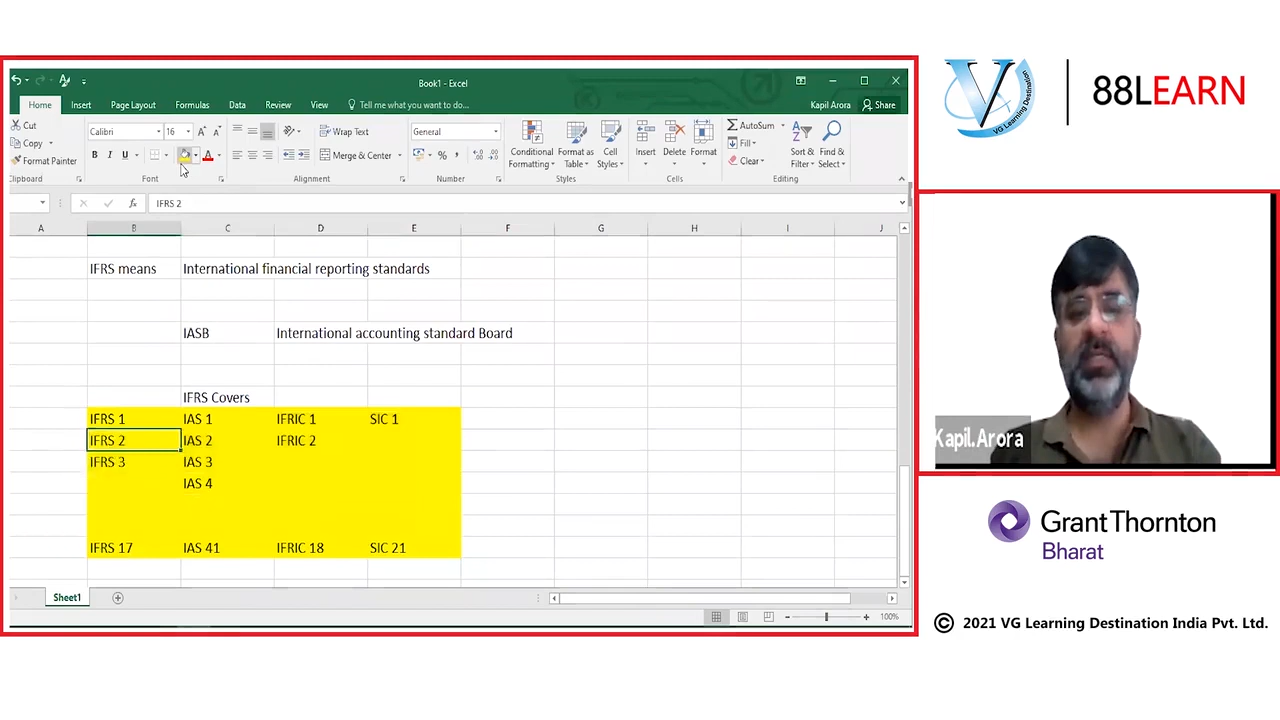 Book1 - Excel
Home Insert Page Layout Formulas Data Review View Tell me what you want to do... Kapil Arora Share
Cut
Copy
Format Painter
Clipboard
Calibri 16
B I U
Font
Wrap Text
Merge & Center
Alignment
General
%
Number
Conditional Formatting
Format as Table
Cell Styles
Styles
Insert Delete Format
Cells
AutoSum
Fill
Clear
Sort & Filter
Find & Select
Editing
fx IFRS 2
A B C D E F G H I J
IFRS means International financial reporting standards
IASB International accounting standard Board
IFRS Covers
IFRS 1 IAS 1 IFRIC 1 SIC 1
IFRS 2 IAS 2 IFRIC 2
IFRS 3 IAS 3
IAS 4
IFRS 17 IAS 41 IFRIC 18 SIC 21
Sheet1
100%
VG Learning Destination
88LEARN
Kapil.Arora
Grant Thornton
Bharat
© 2021 VG Learning Destination India Pvt. Ltd.